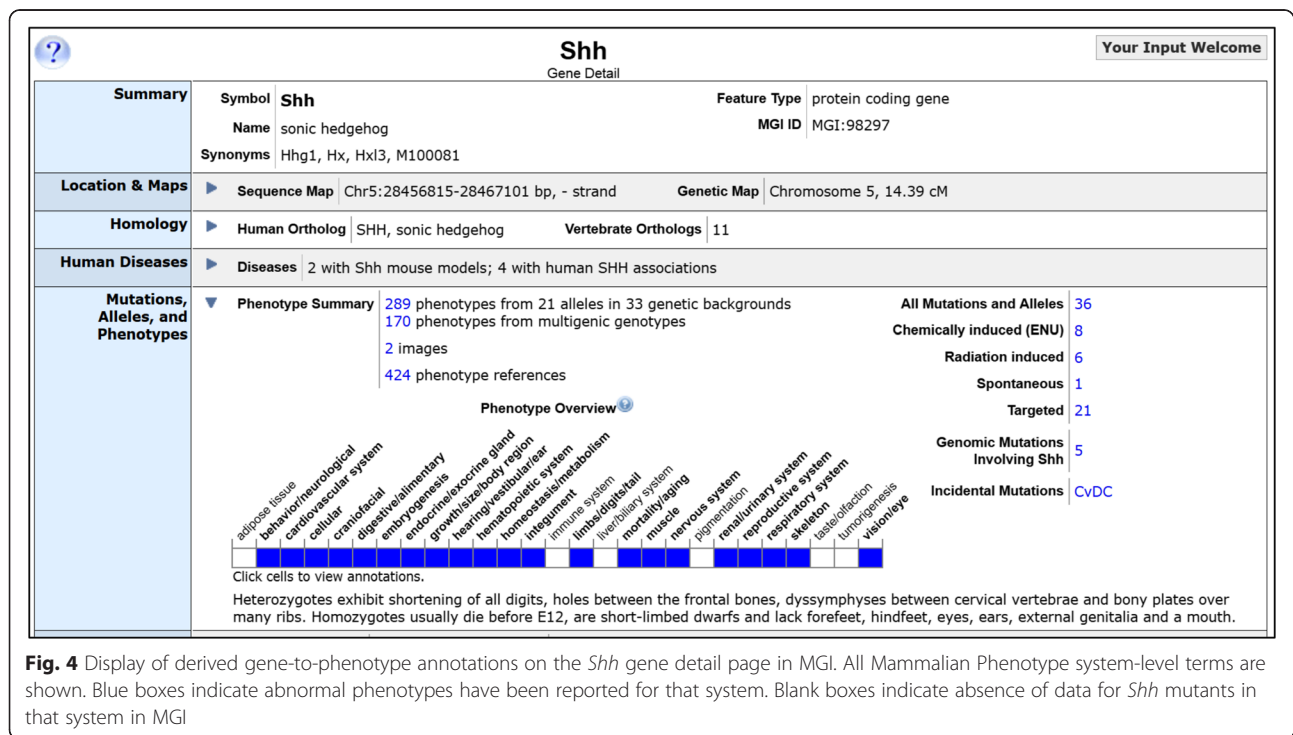 ?
Shh
Gene Detail
Your Input Welcome
Summary
Symbol Shh
Feature Type protein coding gene
Name sonic hedgehog
MGI ID MGI:98297
Synonyms Hhg1, Hx, Hxl3, M100081
Location & Maps
Sequence Map Chr5:28456815-28467101 bp, - strand
Genetic Map Chromosome 5, 14.39 cM
Homology
Human Ortholog SHH, sonic hedgehog
Vertebrate Orthologs 11
Human Diseases
Diseases 2 with Shh mouse models; 4 with human SHH associations
Mutations,
Alleles, and
Phenotypes
Phenotype Summary 289 phenotypes from 21 alleles in 33 genetic backgrounds
170 phenotypes from multigenic genotypes
2 images
424 phenotype references
All Mutations and Alleles 36
Chemically induced (ENU) 8
Radiation induced 6
Spontaneous 1
Targeted 21
Genomic Mutations
Involving Shh 5
Incidental Mutations CvDC
Phenotype Overview ?
adipose tissue
behavior/neurological
cardiovascular system
cellular
craniofacial
digestive/alimentary
embryogenesis
endocrine/exocrine gland
growth/size/body region
hearing/vestibular/ear
hematopoietic system
homeostasis/metabolism
integument
immune system
limbs/digits/tail
liver/biliary system
mortality/aging
muscle
nervous system
pigmentation
renal/urinary system
reproductive system
respiratory system
skeleton
taste/olfaction
tumorigenesis
vision/eye
Click cells to view annotations.
Heterozygotes exhibit shortening of all digits, holes between the frontal bones, dyssymphyses between cervical vertebrae and bony plates over
many ribs. Homozygotes usually die before E12, are short-limbed dwarfs and lack forefeet, hindfeet, eyes, ears, external genitalia and a mouth.
Fig. 4 Display of derived gene-to-phenotype annotations on the Shh gene detail page in MGI. All Mammalian Phenotype system-level terms are
shown. Blue boxes indicate abnormal phenotypes have been reported for that system. Blank boxes indicate absence of data for Shh mutants in
that system in MGI